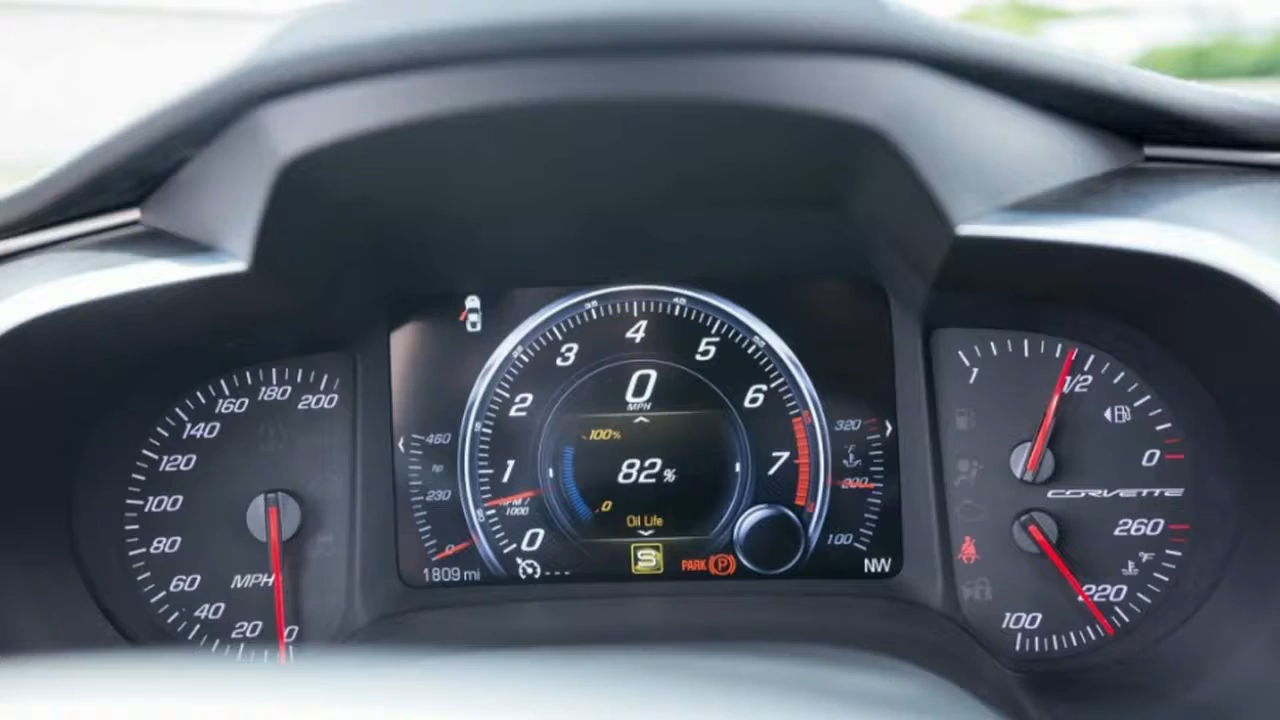 200
180
160
140
120
100
80
60
40
20
0
MPH
460
hp
230
0
1809 mi
0
1
2
3
4
5
6
7
RPM /
1000
0
MPH
100%
82%
0
Oil Life
S
PARK (P)
- - -
320
°F
200
100
NW
1
1/2
0
CORVETTE
260
°F
220
100